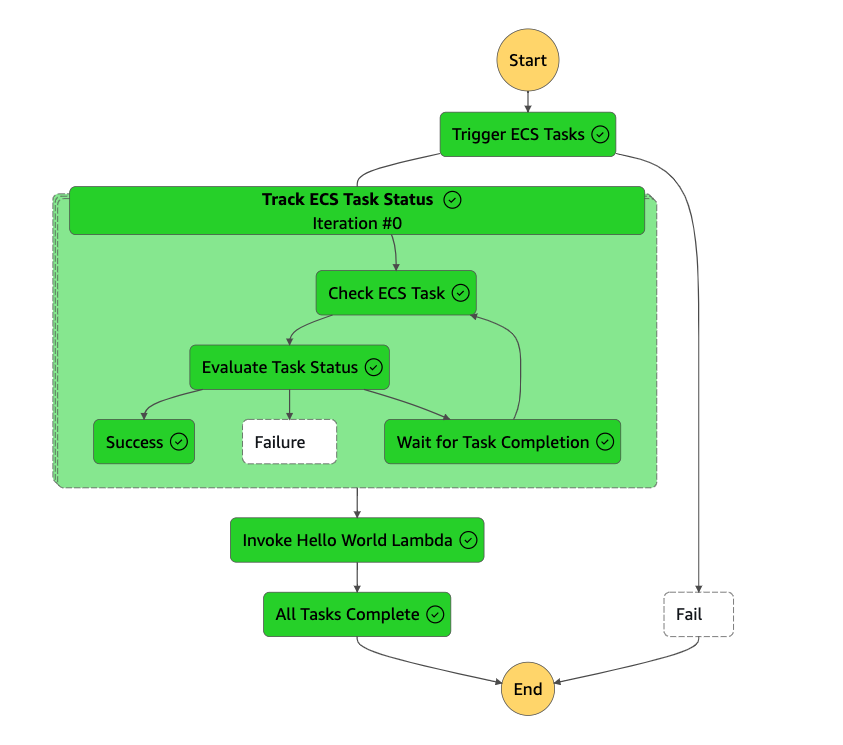 Start
Trigger ECS Tasks
Track ECS Task Status
Iteration #0
Check ECS Task
Evaluate Task Status
Success
Failure
Wait for Task Completion
Invoke Hello World Lambda
All Tasks Complete
Fail
End